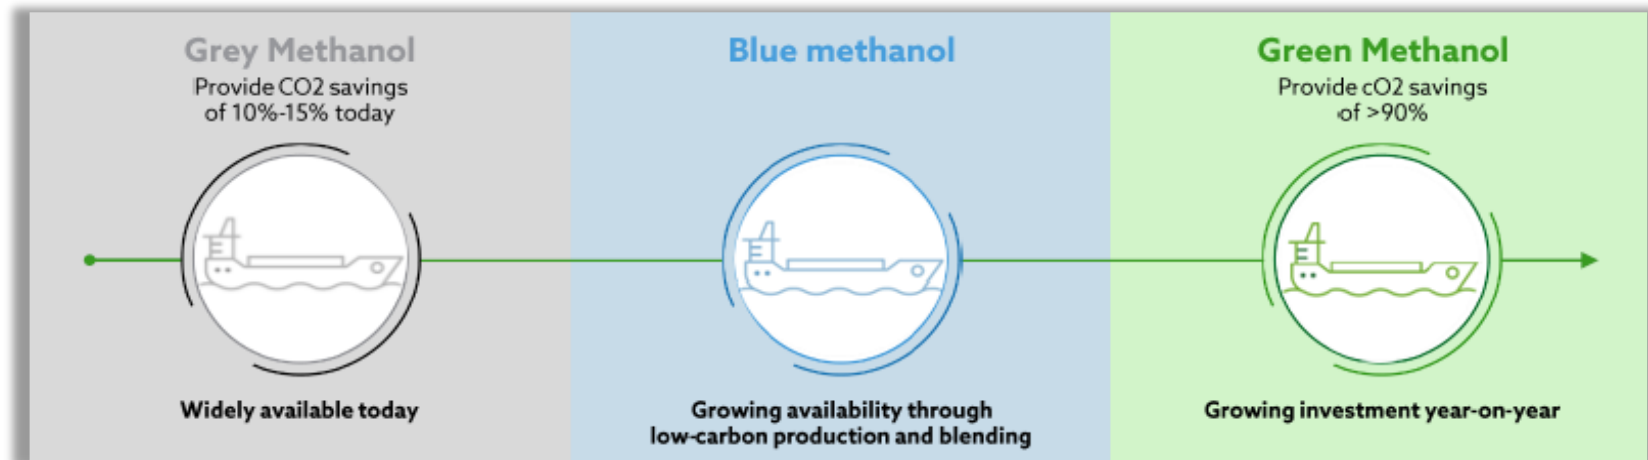 Grey Methanol
Provide CO2 savings
of 10%-15% today
Widely available today
Blue methanol
Growing availability through
low-carbon production and blending
Green Methanol
Provide cO2 savings
of >90%
Growing investment year-on-year